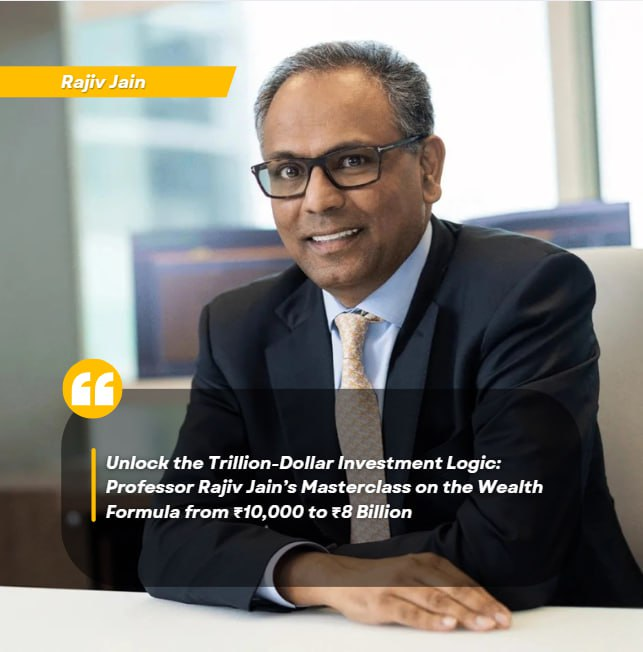 Rajiv Jain
Unlock the Trillion-Dollar Investment Logic:
Professor Rajiv Jain’s Masterclass on the Wealth
Formula from ₹10,000 to ₹8 Billion